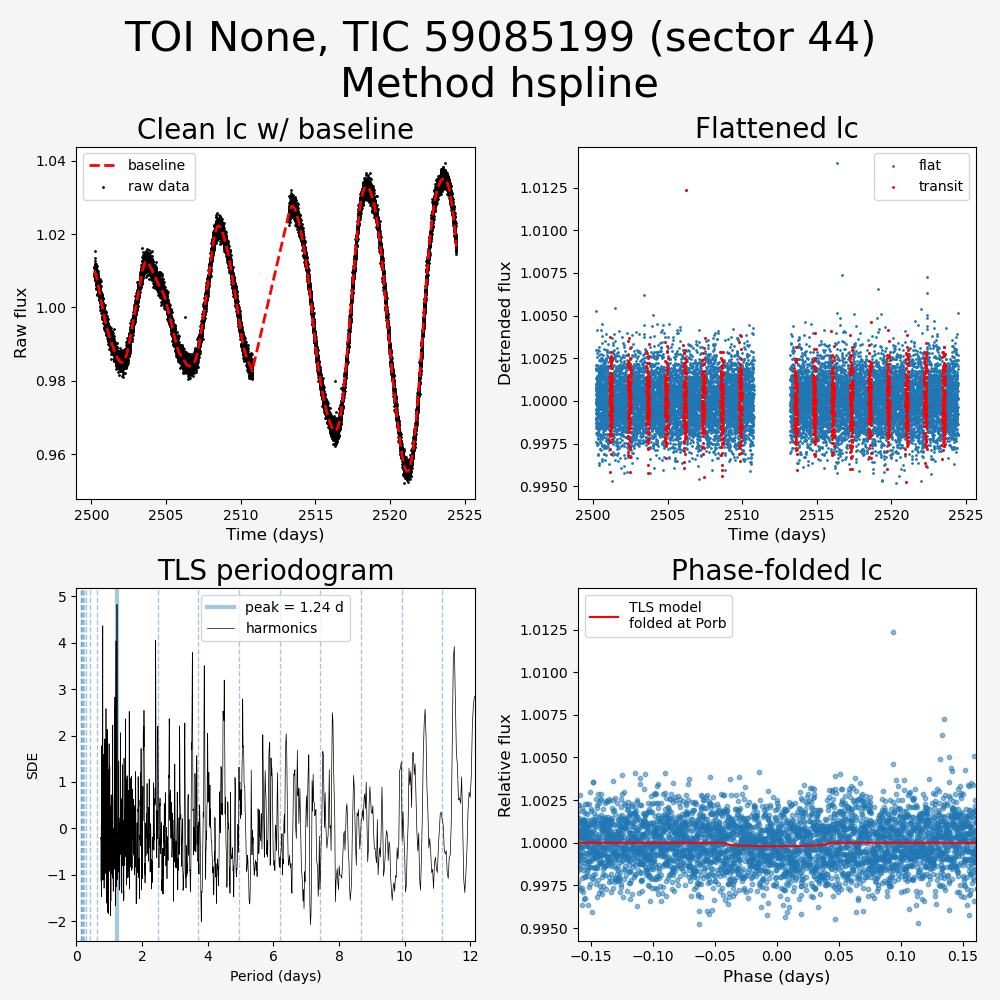 TOI None, TIC 59085199 (sector 44)
Method hspline
Clean lc w/ baseline
baseline
raw data
1.04
1.02
1.00
0.98
0.96
Raw flux
2500
2505
2510
2515
2520
2525
Time (days)
Flattened lc
flat
transit
1.0125
1.0100
1.0075
1.0050
1.0025
1.0000
0.9975
0.9950
Detrended flux
2500
2505
2510
2515
2520
2525
Time (days)
TLS periodogram
peak = 1.24 d
harmonics
5
4
3
2
1
0
−1
−2
SDE
0
2
4
6
8
10
12
Period (days)
Phase-folded lc
TLS model
folded at Porb
1.0125
1.0100
1.0075
1.0050
1.0025
1.0000
0.9975
0.9950
Relative flux
−0.15
−0.10
−0.05
0.00
0.05
0.10
0.15
Phase (days)